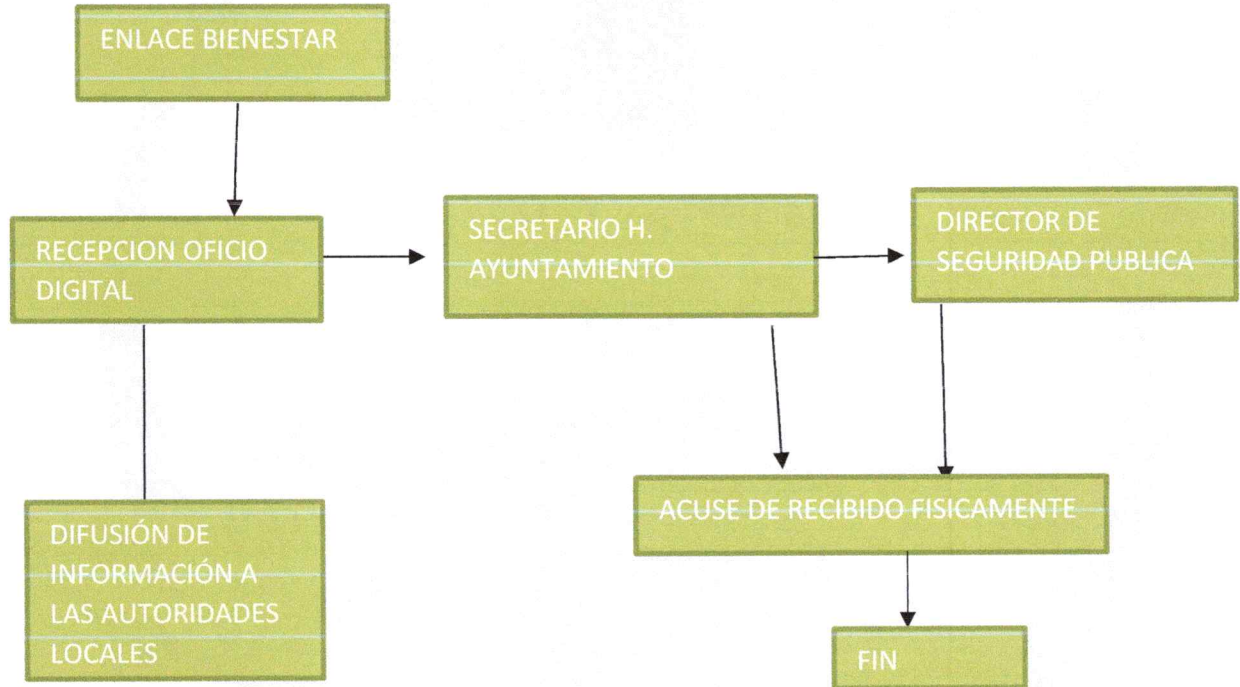 ENLACE BIENESTAR
RECEPCION OFICIO
DIGITAL
SECRETARIO H.
AYUNTAMIENTO
DIRECTOR DE
SEGURIDAD PUBLICA
DIFUSIÓN DE
INFORMACIÓN A
LAS AUTORIDADES
LOCALES
ACUSE DE RECIBIDO FISICAMENTE
FIN